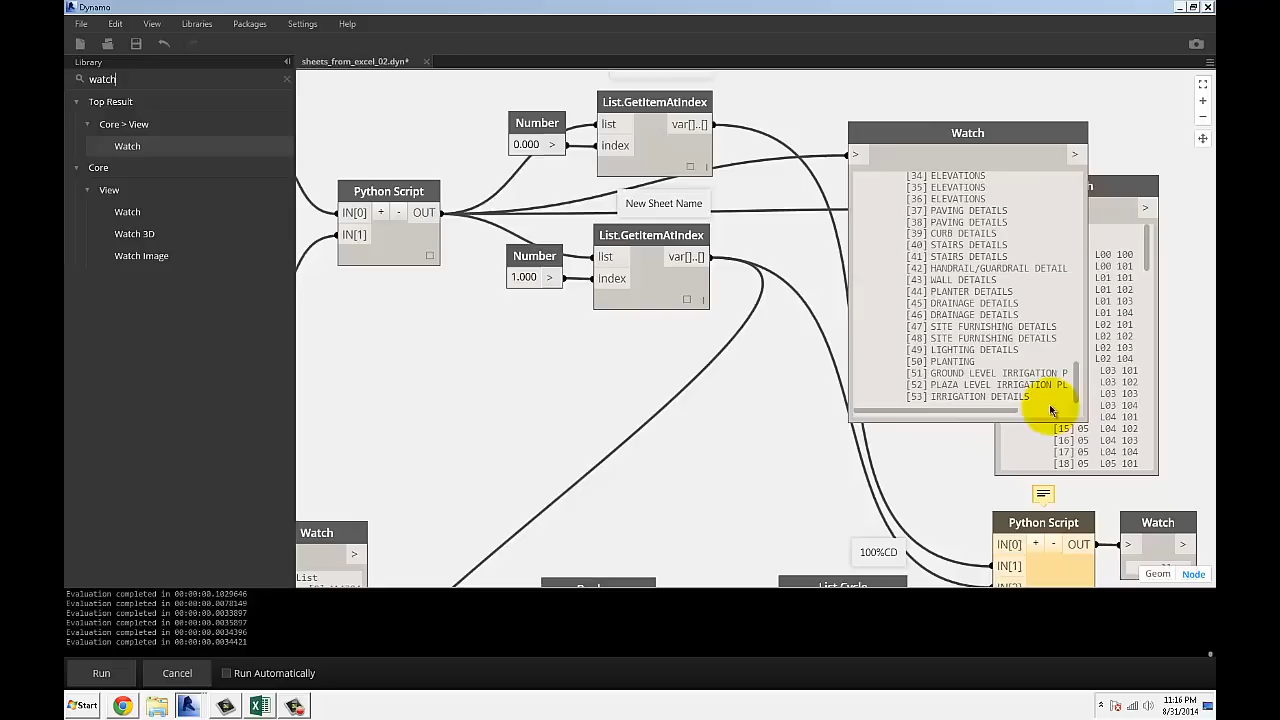 Dynamo
File Edit View Libraries Packages Settings Help
Library
sheets_from_excel_02.dyn*
watch
Top Result
Core > View
Watch
Core
View
Watch
Watch 3D
Watch Image
Number
0.000 >
List.GetItemAtIndex
list var[]..[]
index
Python Script
IN[0] + - OUT
IN[1]
New Sheet Name
Number
1.000 >
List.GetItemAtIndex
list var[]..[]
index
Watch
> >
[34] ELEVATIONS
[35] ELEVATIONS
[36] ELEVATIONS
[37] PAVING DETAILS
[38] PAVING DETAILS
[39] CURB DETAILS
[40] STAIRS DETAILS
[41] STAIRS DETAILS
[42] HANDRAIL/GUARDRAIL DETAIL
[43] WALL DETAILS
[44] PLANTER DETAILS
[45] DRAINAGE DETAILS
[46] DRAINAGE DETAILS
[47] SITE FURNISHING DETAILS
[48] SITE FURNISHING DETAILS
[49] LIGHTING DETAILS
[50] PLANTING
[51] GROUND LEVEL IRRIGATION P
[52] PLAZA LEVEL IRRIGATION PL
[53] IRRIGATION DETAILS
h
>
L00 100
L00 101
L01 101
L01 102
L01 103
L01 104
L02 101
L02 102
L02 103
L02 104
L03 101
L03 102
L03 103
L03 104
L04 101
[15] 05 L04 102
[16] 05 L04 103
[17] 05 L04 104
[18] 05 L05 101
Watch
>
List
100%CD
List.Cycle
Python Script
IN[0] + - OUT
IN[1]
Watch
> >
Geom Node
Evaluation completed in 00:00:00.1029646
Evaluation completed in 00:00:00.0078149
Evaluation completed in 00:00:00.0033897
Evaluation completed in 00:00:00.0035897
Evaluation completed in 00:00:00.0034396
Evaluation completed in 00:00:00.0034421
Run Cancel Run Automatically
Start
11:16 PM
8/31/2014